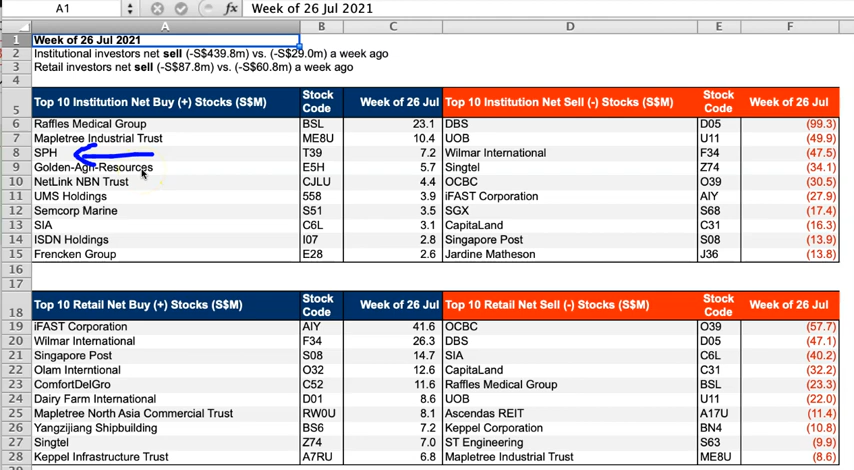 A1 fx Week of 26 Jul 2021
A B C D E F
1 Week of 26 Jul 2021
2 Institutional investors net sell (-S$439.8m) vs. (-S$29.0m) a week ago
3 Retail investors net sell (-S$87.8m) vs. (-S$60.8m) a week ago
4
5 Top 10 Institution Net Buy (+) Stocks (S$M) Stock Code Week of 26 Jul Top 10 Institution Net Sell (-) Stocks (S$M) Stock Code Week of 26 Jul
6 Raffles Medical Group BSL 23.1 DBS D05 (99.3)
7 Mapletree Industrial Trust ME8U 10.4 UOB U11 (49.9)
8 SPH T39 7.2 Wilmar International F34 (47.5)
9 Golden-Agri-Resources E5H 5.7 Singtel Z74 (34.1)
10 NetLink NBN Trust CJLU 4.4 OCBC O39 (30.5)
11 UMS Holdings 558 3.9 iFAST Corporation AIY (27.9)
12 Semcorp Marine S51 3.5 SGX S68 (17.4)
13 SIA C6L 3.1 CapitaLand C31 (16.3)
14 ISDN Holdings I07 2.8 Singapore Post S08 (13.9)
15 Frencken Group E28 2.6 Jardine Matheson J36 (13.8)
16
17
18 Top 10 Retail Net Buy (+) Stocks (S$M) Stock Code Week of 26 Jul Top 10 Retail Net Sell (-) Stocks (S$M) Stock Code Week of 26 Jul
19 iFAST Corporation AIY 41.6 OCBC O39 (57.7)
20 Wilmar International F34 26.3 DBS D05 (47.1)
21 Singapore Post S08 14.7 SIA C6L (40.2)
22 Olam Interntional O32 12.6 CapitaLand C31 (32.2)
23 ComfortDelGro C52 11.6 Raffles Medical Group BSL (23.3)
24 Dairy Farm International D01 8.6 UOB U11 (22.0)
25 Mapletree North Asia Commercial Trust RW0U 8.1 Ascendas REIT A17U (11.4)
26 Yangzijiang Shipbuilding BS6 7.2 Keppel Corporation BN4 (10.8)
27 Singtel Z74 7.0 ST Engineering S63 (9.9)
28 Keppel Infrastructure Trust A7RU 6.8 Mapletree Industrial Trust ME8U (8.6)